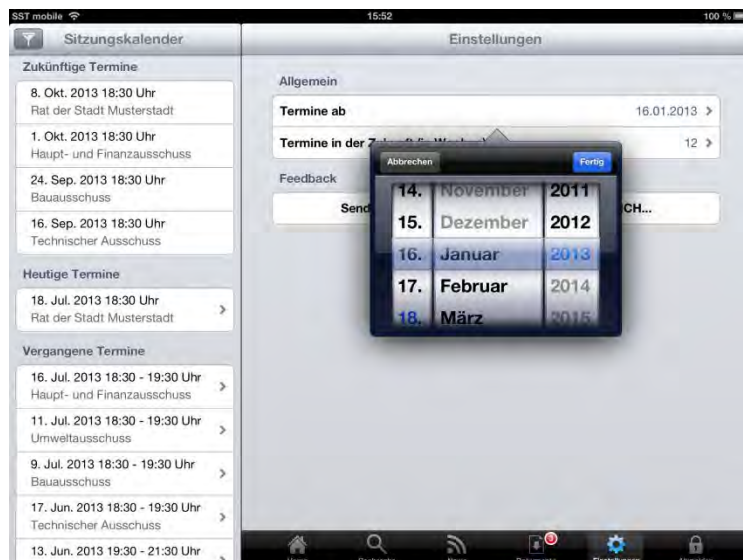 SST mobile
15:52
100 %
Sitzungskalender
Zukünftige Termine
8. Okt. 2013 18:30 Uhr
Rat der Stadt Musterstadt
1. Okt. 2013 18:30 Uhr
Haupt- und Finanzausschuss
24. Sep. 2013 18:30 Uhr
Bauausschuss
16. Sep. 2013 18:30 Uhr
Technischer Ausschuss
Heutige Termine
18. Jul. 2013 18:30 Uhr
Rat der Stadt Musterstadt
Vergangene Termine
16. Jul. 2013 18:30 - 19:30 Uhr
Haupt- und Finanzausschuss
11. Jul. 2013 18:30 - 19:30 Uhr
Umweltausschuss
9. Jul. 2013 18:30 - 19:30 Uhr
Bauausschuss
17. Jun. 2013 18:30 - 19:30 Uhr
Technischer Ausschuss
13. Jun. 2013 19:30 - 21:30 Uhr
Einstellungen
Allgemein
Termine ab 16.01.2013
Termine in der 12
Feedback
Send CH...
Abbrechen Fertig
14. November 2011
15. Dezember 2012
16. Januar 2013
17. Februar 2014
18. März 2015
3